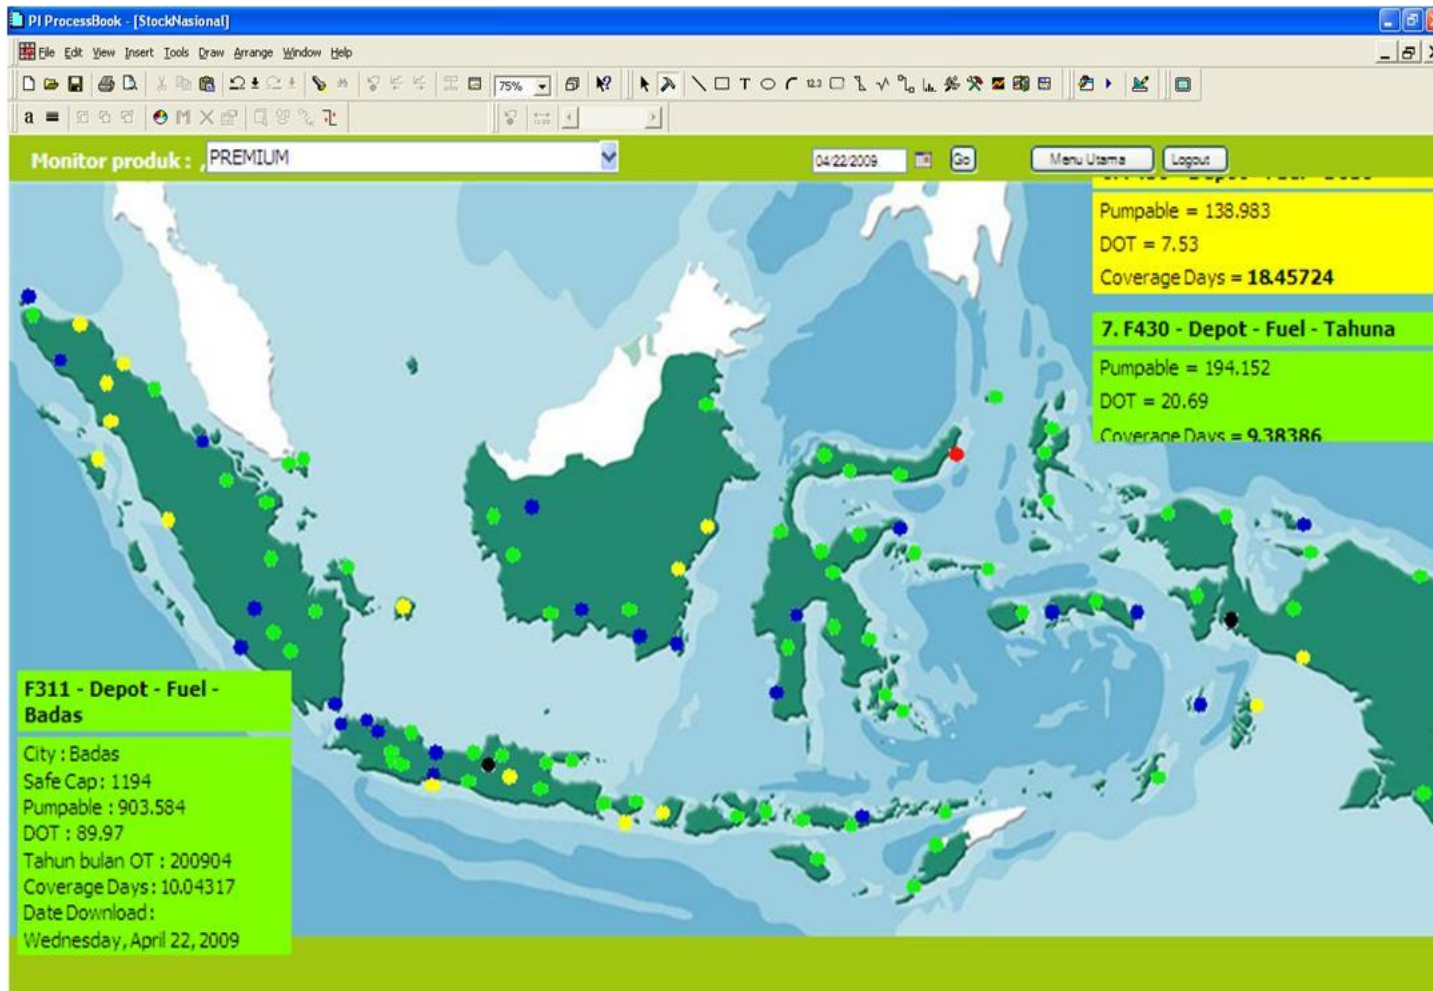 PI ProcessBook - [StockNasional]
File Edit View Insert Tools Draw Arrange Window Help
75%
T
123
a
M
Monitor produk : , PREMIUM
04/22/2009
Go
Menu Utama
Logout
Pumpable = 138.983
DOT = 7.53
Coverage Days = 18.45724
7. F430 - Depot - Fuel - Tahuna
Pumpable = 194.152
DOT = 20.69
Coverage Days = 9.38386
F311 - Depot - Fuel -
Badas
City : Badas
Safe Cap : 1194
Pumpable : 903.584
DOT : 89.97
Tahun bulan OT : 200904
Coverage Days : 10.04317
Date Download :
Wednesday, April 22, 2009